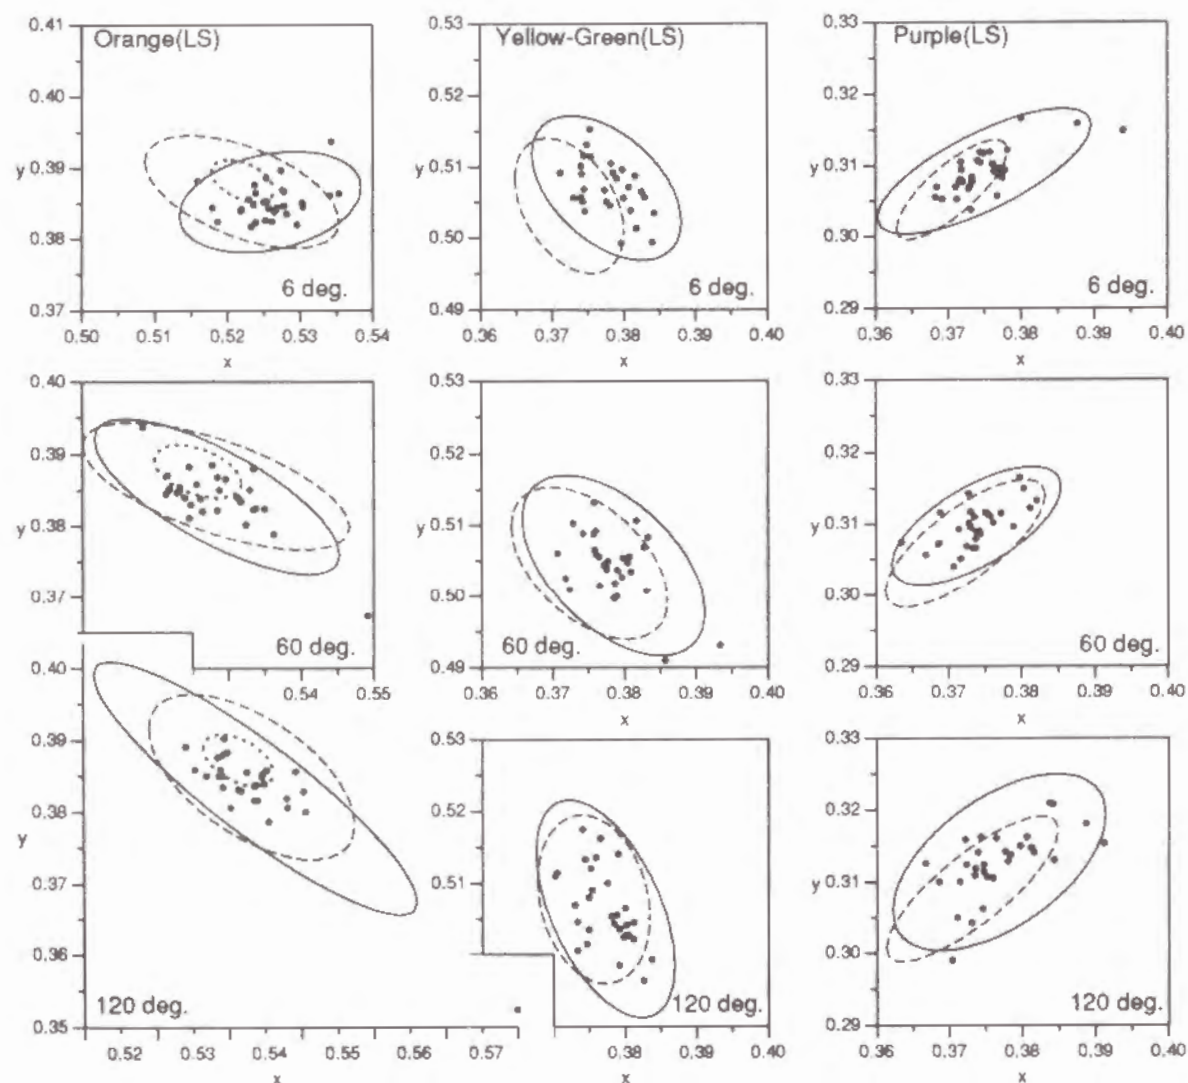 Orange(LS)
0.41
0.40
y 0.39
0.38
0.37
6 deg.
0.50 0.51 0.52 0.53 0.54
x
Yellow-Green(LS)
0.53
0.52
y 0.51
0.50
0.49
6 deg.
0.36 0.37 0.38 0.39 0.40
x
Purple(LS)
0.33
0.32
y 0.31
0.30
0.29
6 deg.
0.36 0.37 0.38 0.39 0.40
x
0.40
0.39
y
0.38
0.37
60 deg.
0.54 0.55
0.53
0.52
y 0.51
0.50
0.49
60 deg.
0.36 0.37 0.38 0.39 0.40
x
0.33
0.32
y 0.31
0.30
0.29
60 deg.
0.36 0.37 0.38 0.39 0.40
x
0.40
0.39
0.38
y
0.37
0.36
0.35
120 deg.
0.52 0.53 0.54 0.55 0.56 0.57
x
0.53
0.52
0.51
120 deg.
0.38 0.39 0.40
x
0.33
0.32
y 0.31
0.30
0.29
120 deg.
0.36 0.37 0.38 0.39 0.40
x